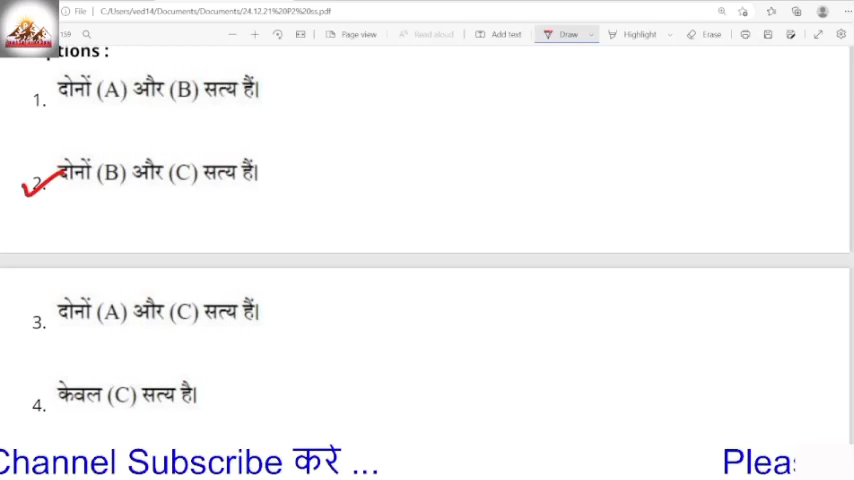 File C:/Users/ved14/Documents/Documents/24.12.21%20P2%20ss.pdf
159 Page view Read aloud Add text Draw Highlight Erase
ptions :
1. दोनों (A) और (B) सत्य हैं।
2. दोनों (B) और (C) सत्य हैं।
3. दोनों (A) और (C) सत्य हैं।
4. केवल (C) सत्य है।
Channel Subscribe करे ... Pleas